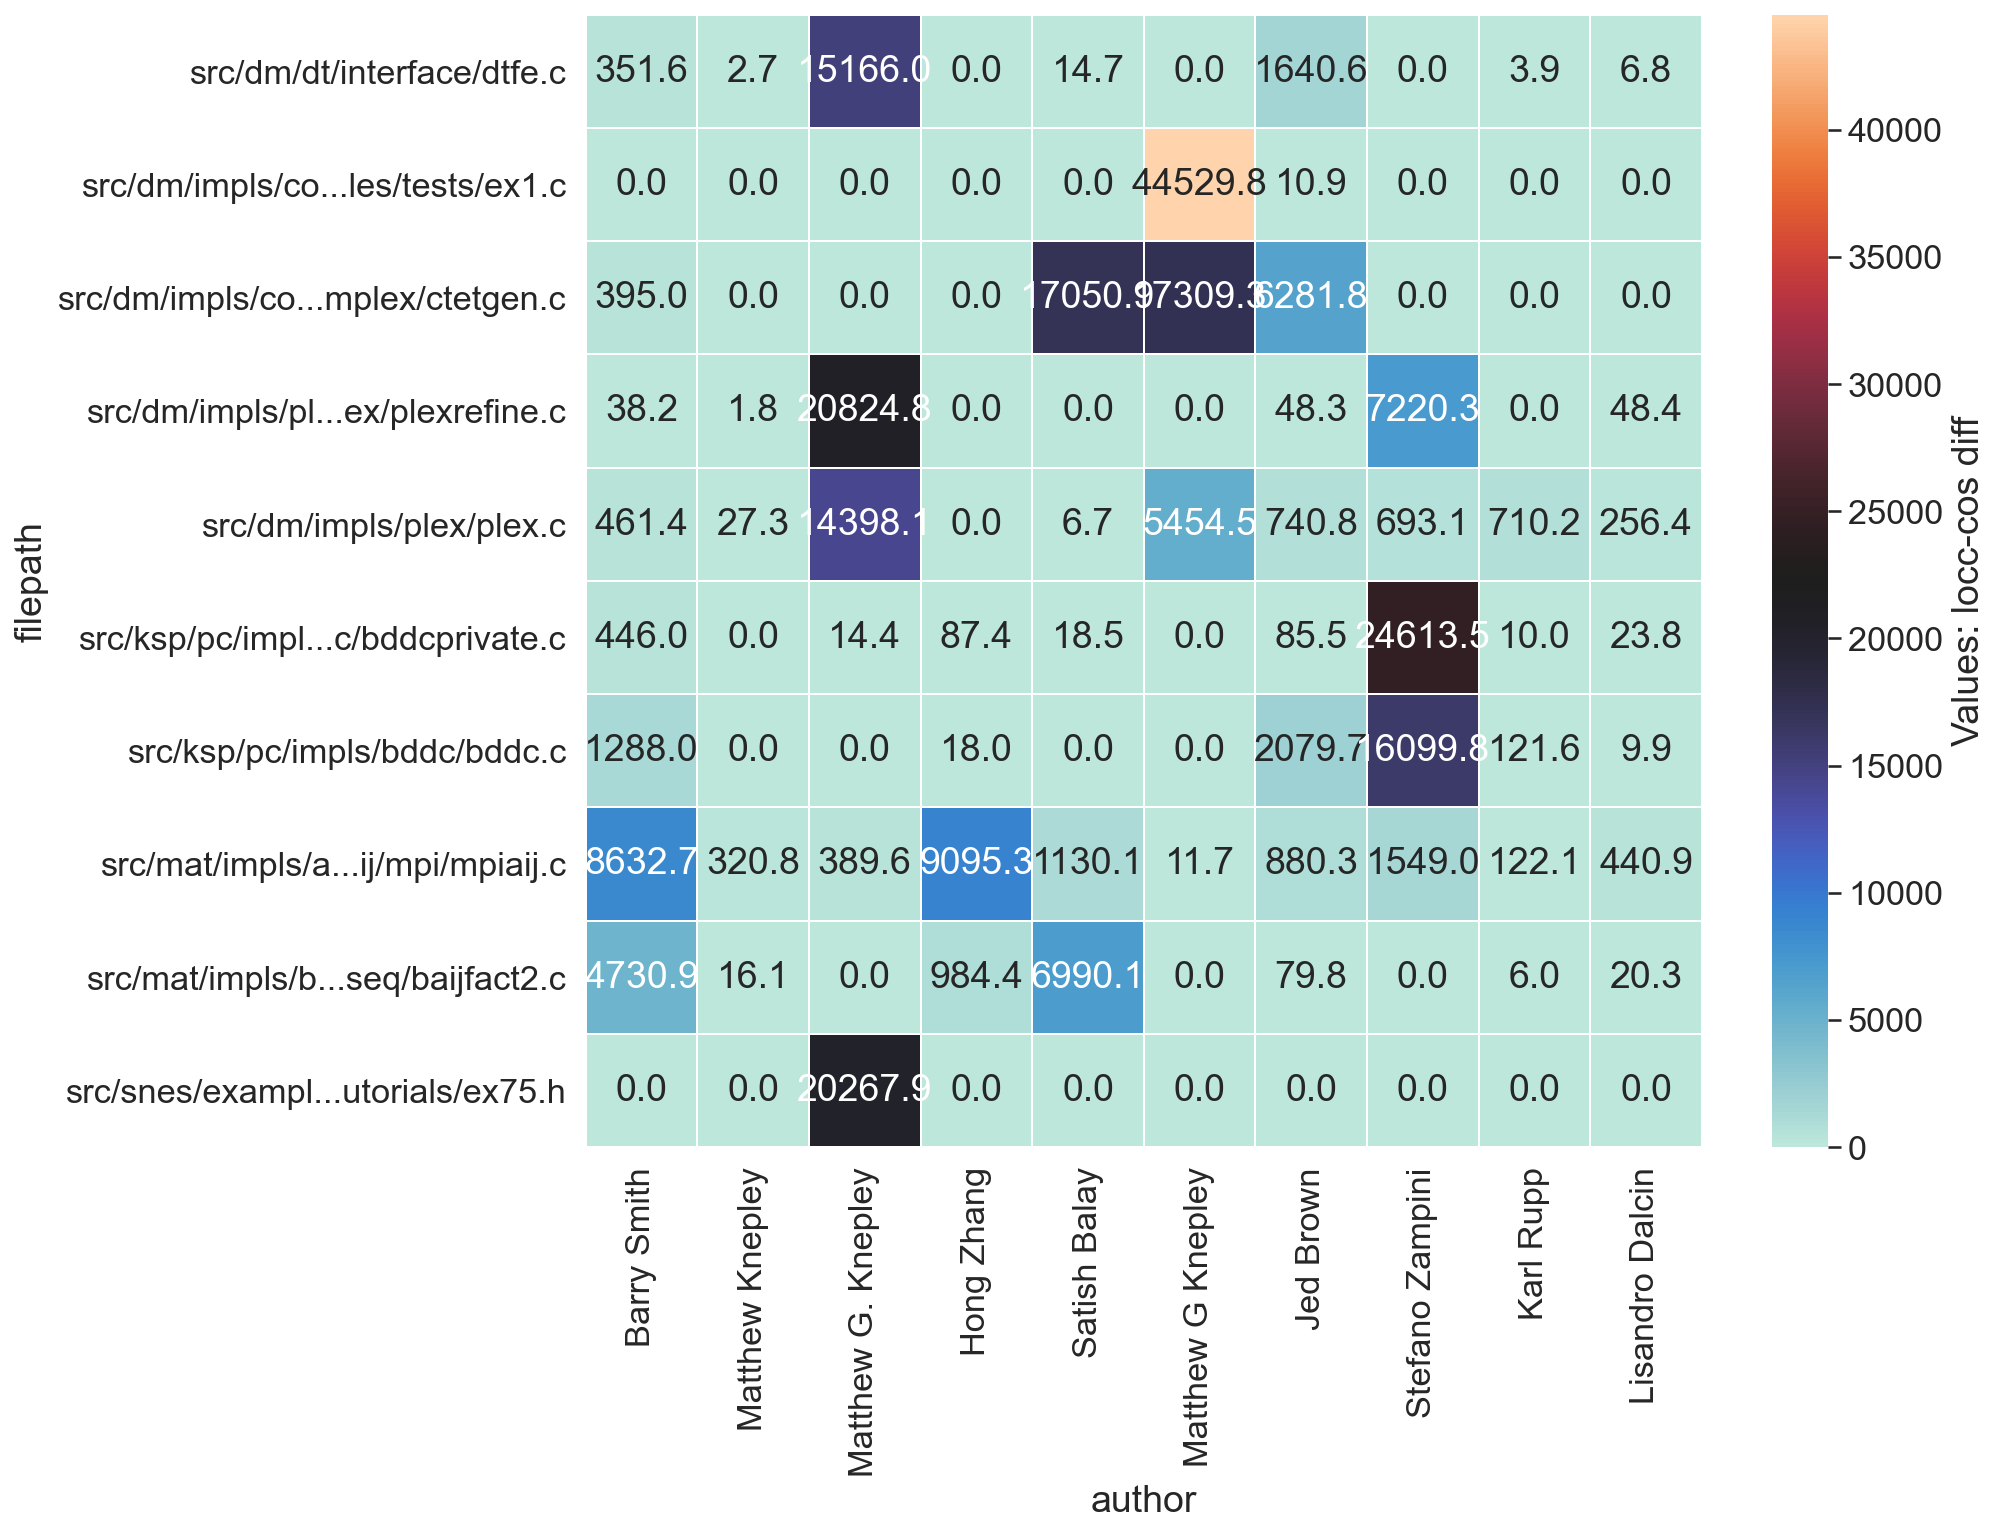 src/dm/dt/interface/dtfe.c 351.6 2.7 15166.0 0.0 14.7 0.0 1640.6 0.0 3.9 6.8
src/dm/impls/co...les/tests/ex1.c 0.0 0.0 0.0 0.0 0.0 44529.8 10.9 0.0 0.0 0.0
src/dm/impls/co...mplex/ctetgen.c 395.0 0.0 0.0 0.0 17050.9 17309.3 6281.8 0.0 0.0 0.0
src/dm/impls/pl...ex/plexrefine.c 38.2 1.8 20824.8 0.0 0.0 0.0 48.3 7220.3 0.0 48.4
src/dm/impls/plex/plex.c 461.4 27.3 14398.1 0.0 6.7 5454.5 740.8 693.1 710.2 256.4
src/ksp/pc/impl...c/bddcprivate.c 446.0 0.0 14.4 87.4 18.5 0.0 85.5 24613.5 10.0 23.8
src/ksp/pc/impls/bddc/bddc.c 1288.0 0.0 0.0 18.0 0.0 0.0 2079.7 16099.8 121.6 9.9
src/mat/impls/a...ij/mpi/mpiaij.c 8632.7 320.8 389.6 9095.3 1130.1 11.7 880.3 1549.0 122.1 440.9
src/mat/impls/b...seq/baijfact2.c 4730.9 16.1 0.0 984.4 6990.1 0.0 79.8 0.0 6.0 20.3
src/snes/exampl...utorials/ex75.h 0.0 0.0 20267.9 0.0 0.0 0.0 0.0 0.0 0.0 0.0
filepath
Barry Smith
Matthew Knepley
Matthew G. Knepley
Hong Zhang
Satish Balay
Matthew G Knepley
Jed Brown
Stefano Zampini
Karl Rupp
Lisandro Dalcin
author
40000
35000
30000
25000
20000
15000
10000
5000
0
Values: locc-cos diff